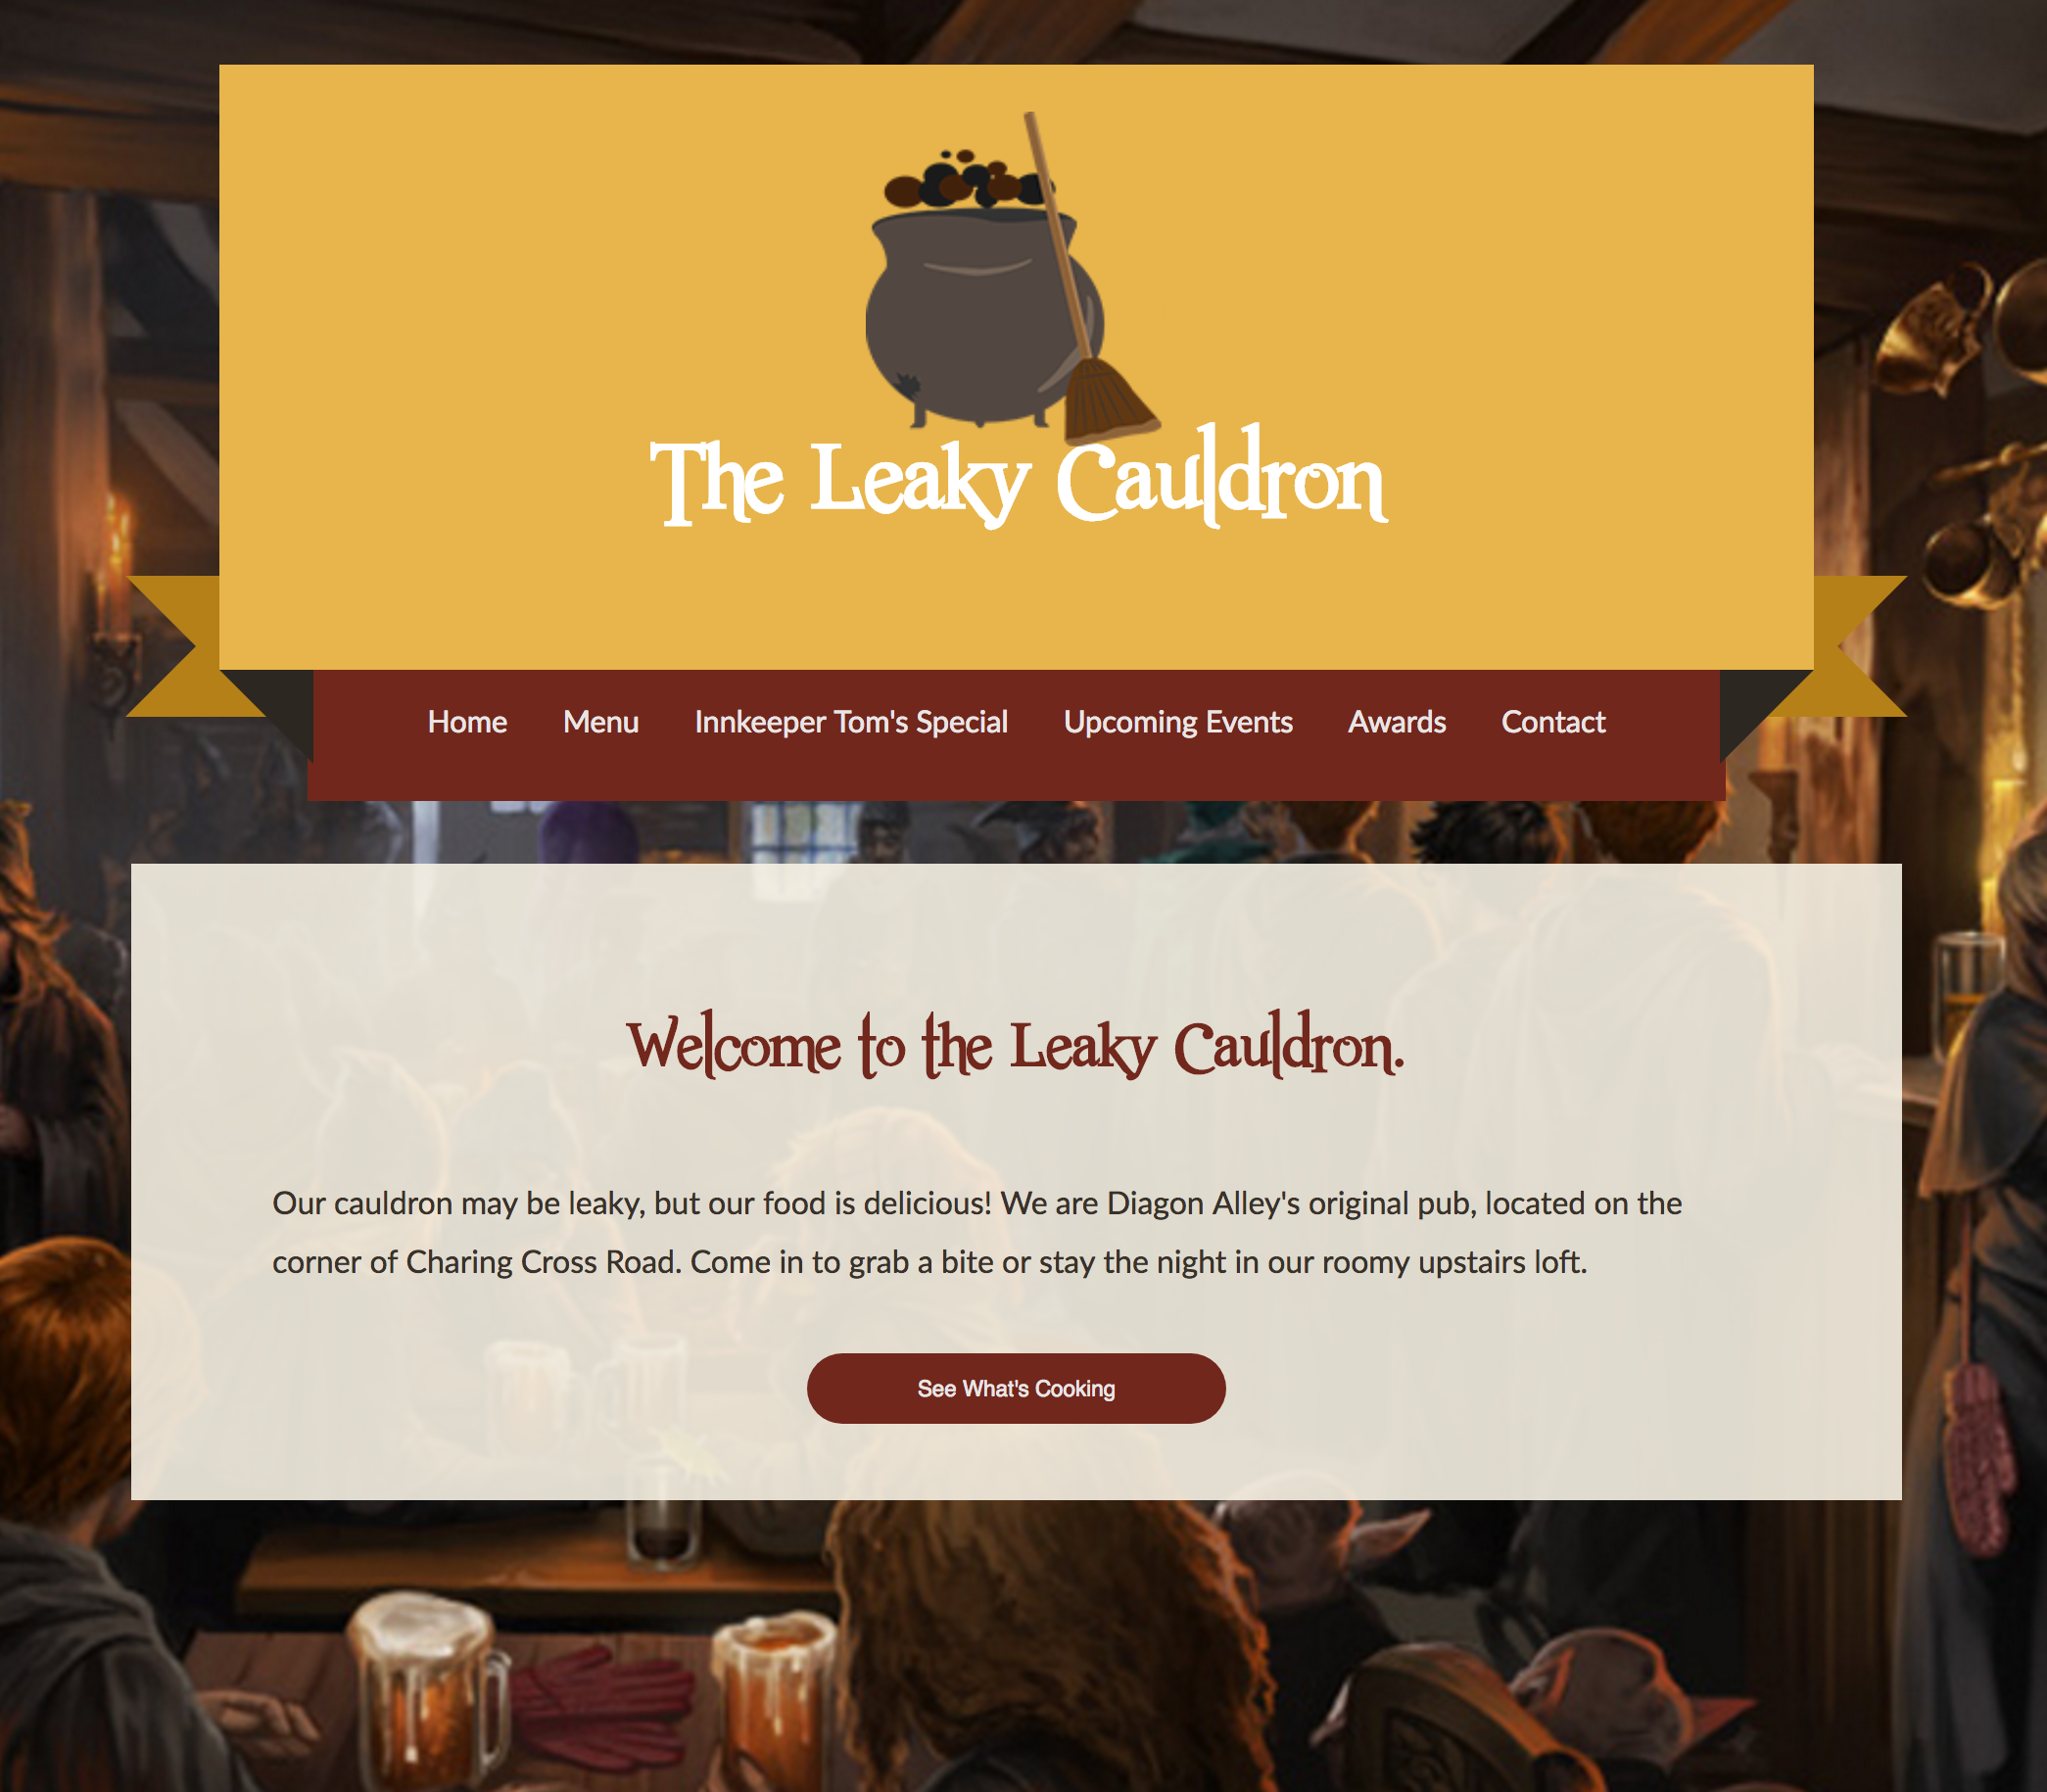 The Leaky Cauldron
Home Menu Innkeeper Tom's Special Upcoming Events Awards Contact
Welcome to the Leaky Cauldron.
Our cauldron may be leaky, but our food is delicious! We are Diagon Alley's original pub, located on the
corner of Charing Cross Road. Come in to grab a bite or stay the night in our roomy upstairs loft.
See What's Cooking